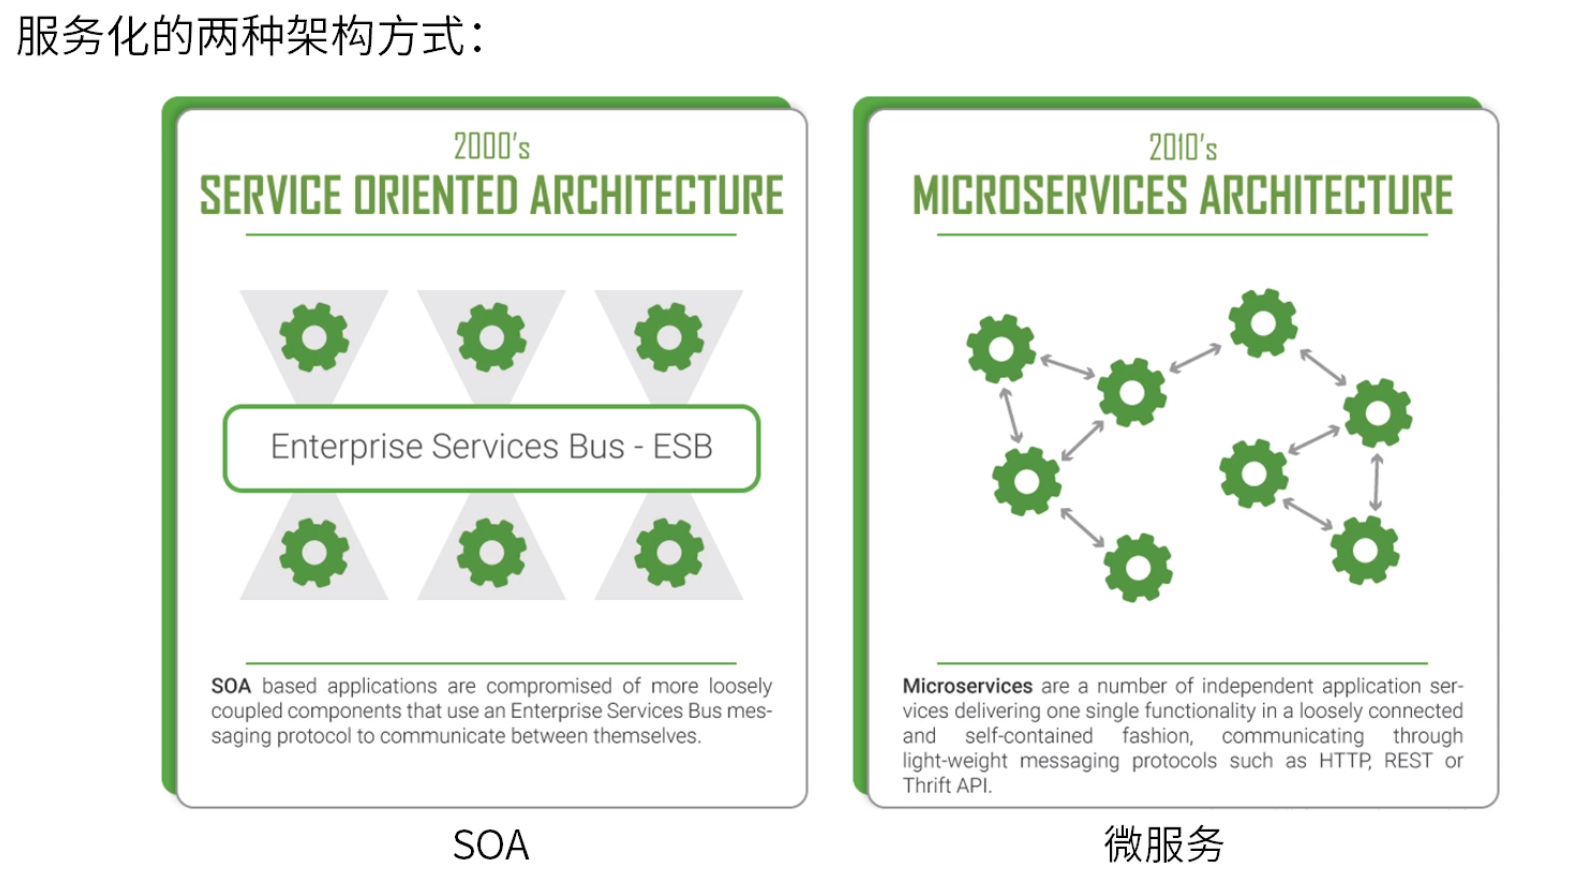 服务化的两种架构方式：
2000's
SERVICE ORIENTED ARCHITECTURE
Enterprise Services Bus - ESB
SOA based applications are compromised of more loosely
coupled components that use an Enterprise Services Bus mes-
saging protocol to communicate between themselves.
SOA
2010's
MICROSERVICES ARCHITECTURE
Microservices are a number of independent application ser-
vices delivering one single functionality in a loosely connected
and self-contained fashion, communicating through
light-weight messaging protocols such as HTTP, REST or
Thrift API.
微服务